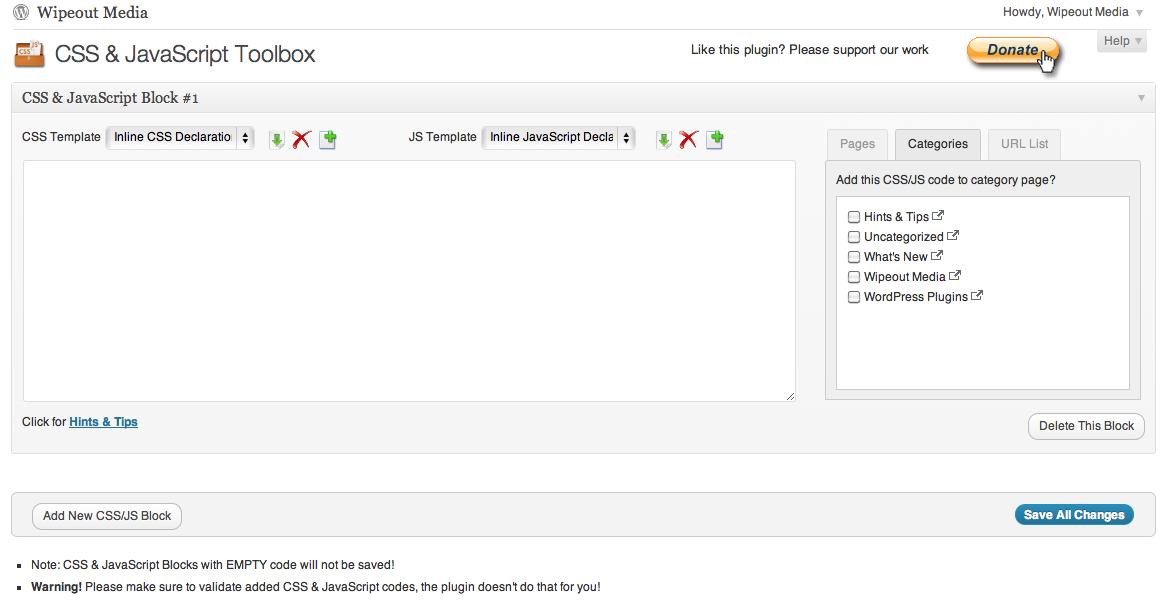 Wipeout Media
Howdy, Wipeout Media
CSS & JavaScript Toolbox
Like this plugin? Please support our work
Donate
Help
CSS & JavaScript Block #1
CSS Template
Inline CSS Declaratio
JS Template
Inline JavaScript Decla
Pages
Categories
URL List
Add this CSS/JS code to category page?
Hints & Tips
Uncategorized
What's New
Wipeout Media
WordPress Plugins
Click for Hints & Tips
Delete This Block
Add New CSS/JS Block
Save All Changes
Note: CSS & JavaScript Blocks with EMPTY code will not be saved!
Warning! Please make sure to validate added CSS & JavaScript codes, the plugin doesn't do that for you!